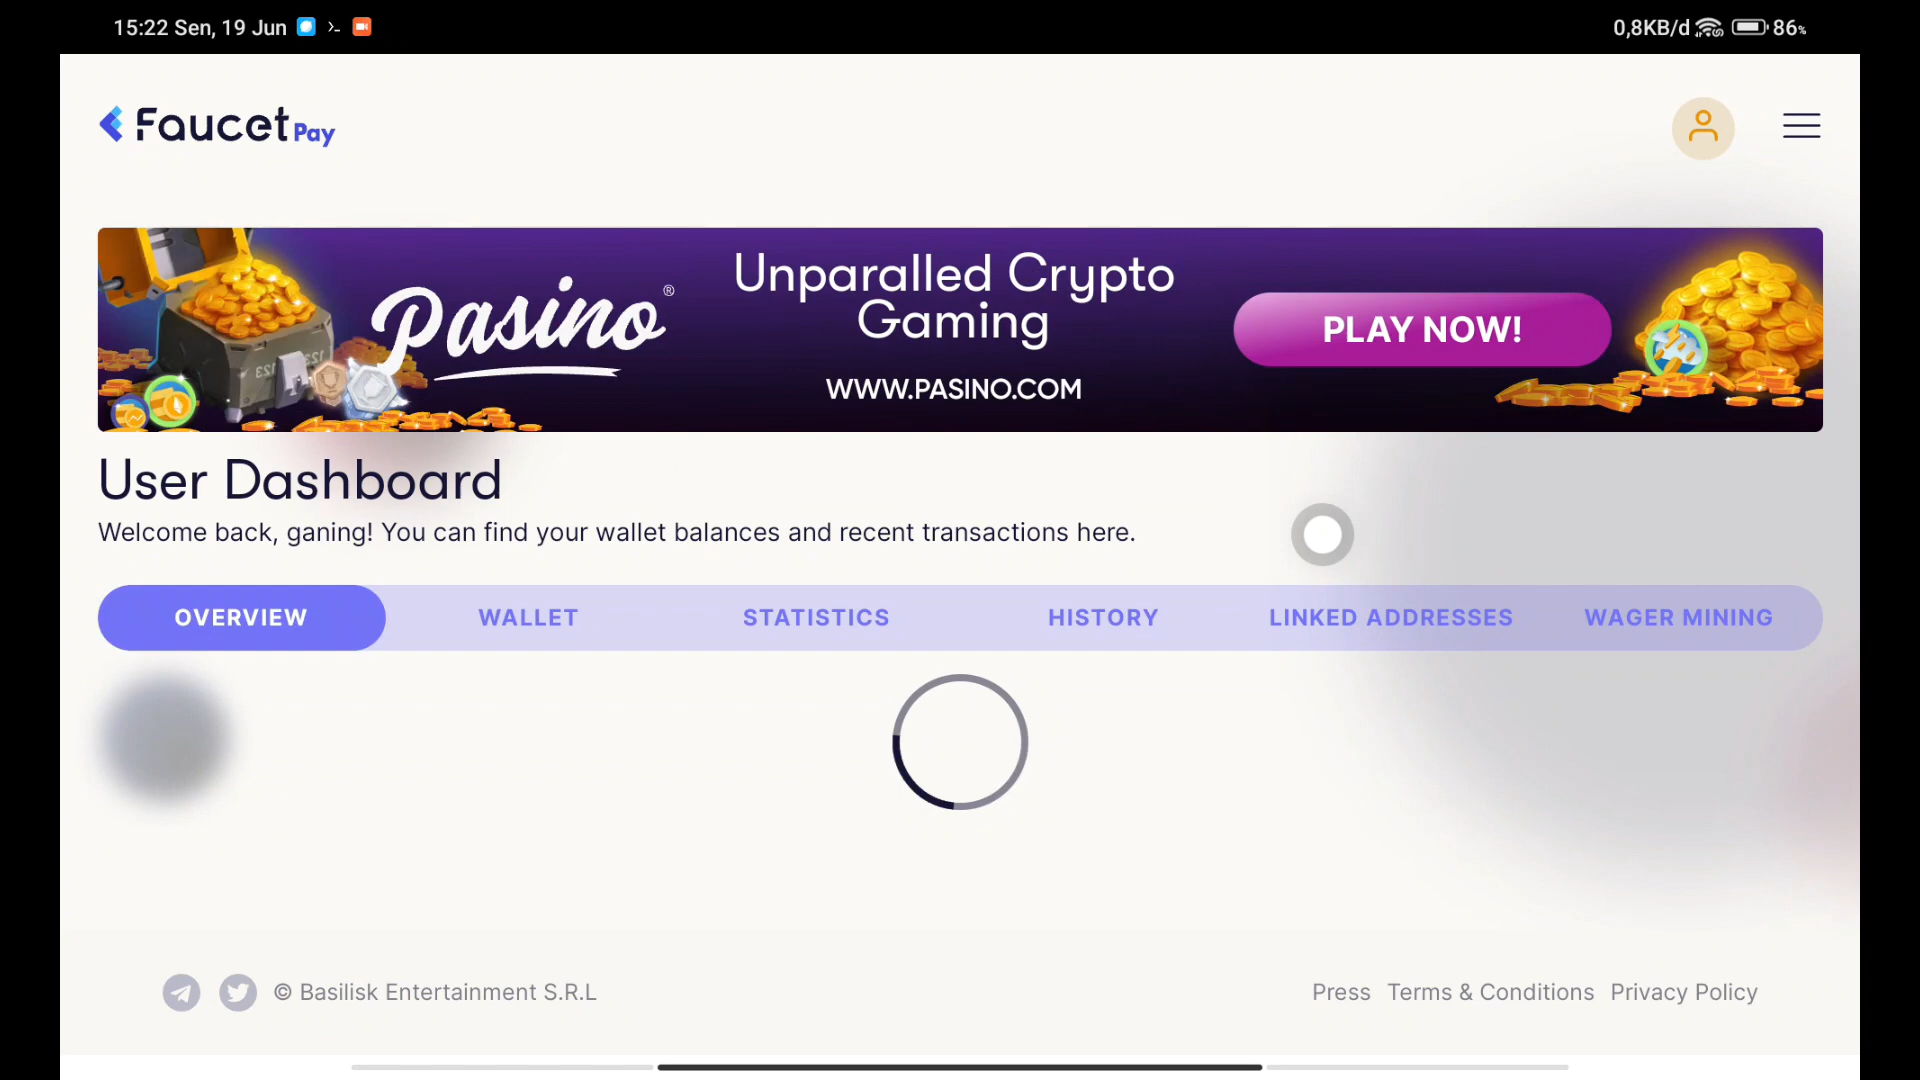 15:22 Sen, 19 Jun
0,8KB/d 86%
Faucet Pay
Pasino®
Unparalled Crypto
Gaming
WWW.PASINO.COM
PLAY NOW!
User Dashboard
Welcome back, ganing! You can find your wallet balances and recent transactions here.
OVERVIEW WALLET STATISTICS HISTORY LINKED ADDRESSES WAGER MINING
© Basilisk Entertainment S.R.L
Press Terms & Conditions Privacy Policy